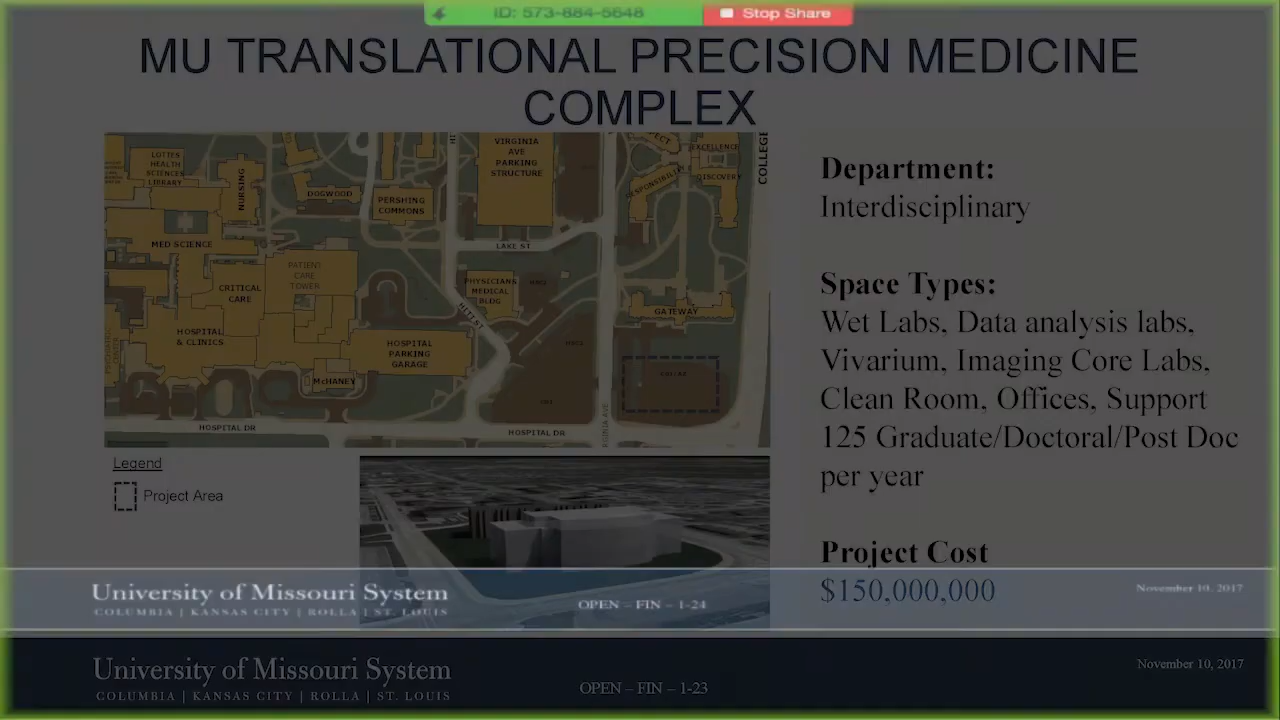 ID: 573-884-5648
Stop Share
MU TRANSLATIONAL PRECISION MEDICINE
COMPLEX
LOTTES
HEALTH
SCIENCES
LIBRARY
NURSING
DOGWOOD
PERSHING
COMMONS
VIRGINIA
AVE
PARKING
STRUCTURE
RESPONSIBILITY
EXCELLENCE
DISCOVERY
COLLEGE
MED SCIENCE
PATIENT
CARE
TOWER
CRITICAL
CARE
LAKE ST
PHYSICIANS
MEDICAL
BLDG
HITT ST
GATEWAY
HOSPITAL
& CLINICS
HOSPITAL
PARKING
GARAGE
McHANEY
HOSPITAL DR
HOSPITAL DR
Legend
Project Area
Department:
Interdisciplinary
Space Types:
Wet Labs, Data analysis labs,
Vivarium, Imaging Core Labs,
Clean Room, Offices, Support
125 Graduate/Doctoral/Post Doc
per year
Project Cost
$150,000,000
University of Missouri System
COLUMBIA | KANSAS CITY | ROLLA | ST. LOUIS
OPEN – FIN – 1-24
November 10, 2017
University of Missouri System
COLUMBIA | KANSAS CITY | ROLLA | ST. LOUIS
OPEN – FIN – 1-23
November 10, 2017